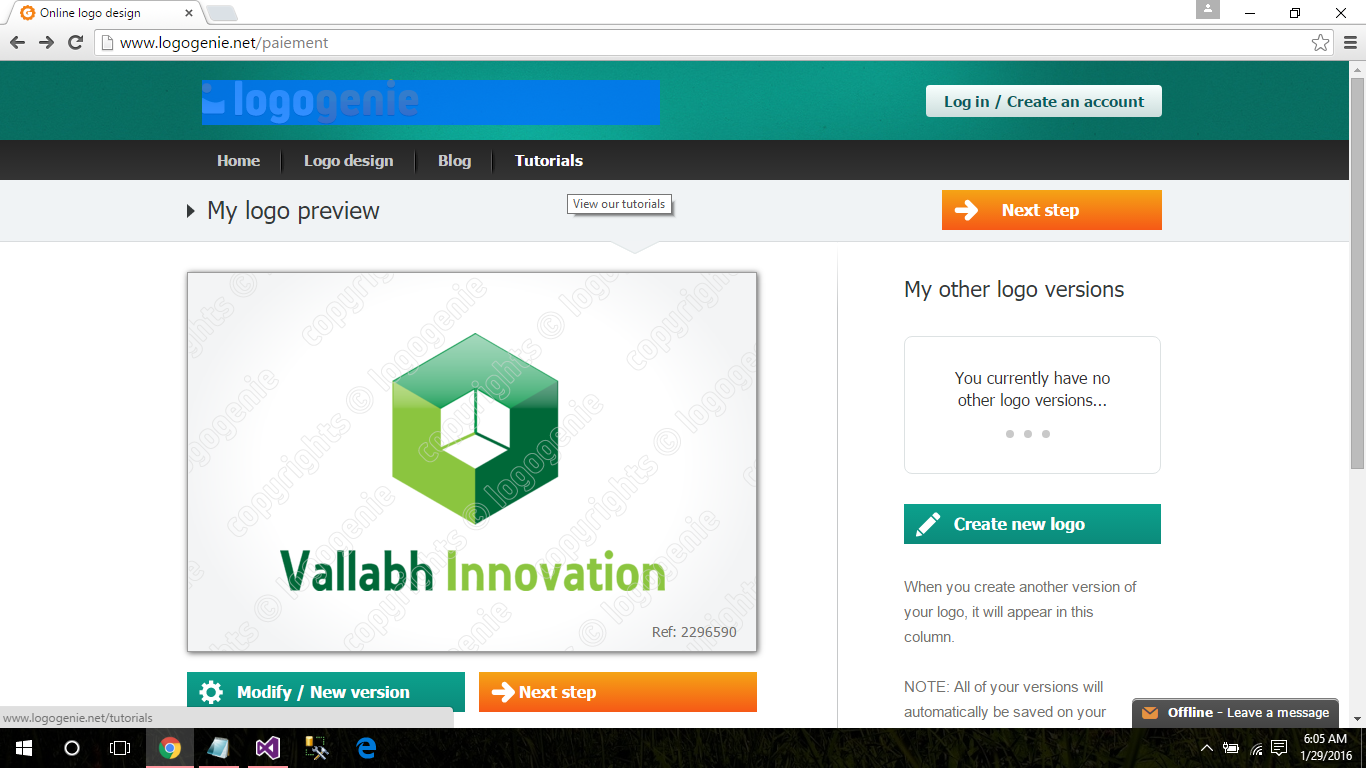 Online logo design
www.logogenie.net/paiement
logogenie
Log in / Create an account
Home
Logo design
Blog
Tutorials
My logo preview
View our tutorials
Next step
copyrights © logogenie
Vallabh Innovation
Ref: 2296590
My other logo versions
You currently have no
other logo versions...
Create new logo
When you create another version of
your logo, it will appear in this
column.
NOTE: All of your versions will
automatically be saved on your
Modify / New version
Next step
www.logogenie.net/tutorials
Offline - Leave a message
6:05 AM
1/29/2016